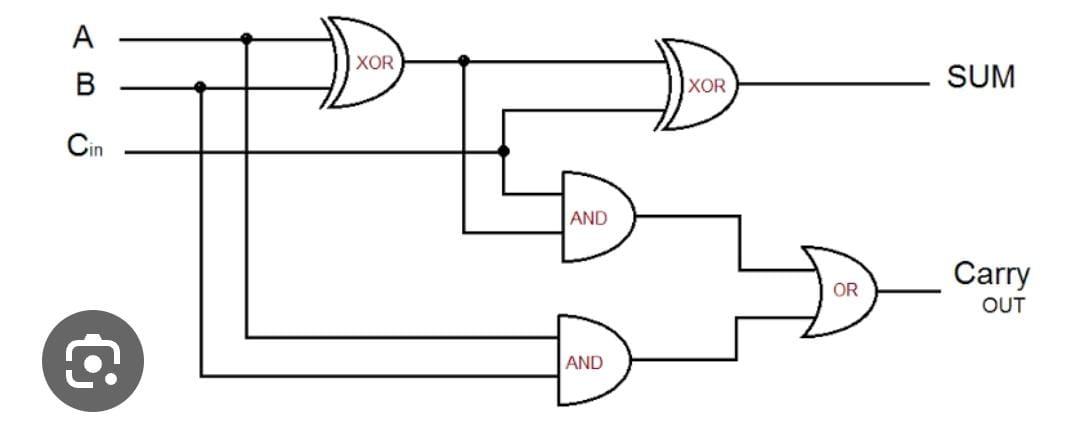 A
XOR
B
XOR
SUM
Cin
AND
Carry
OUT
OR
AND